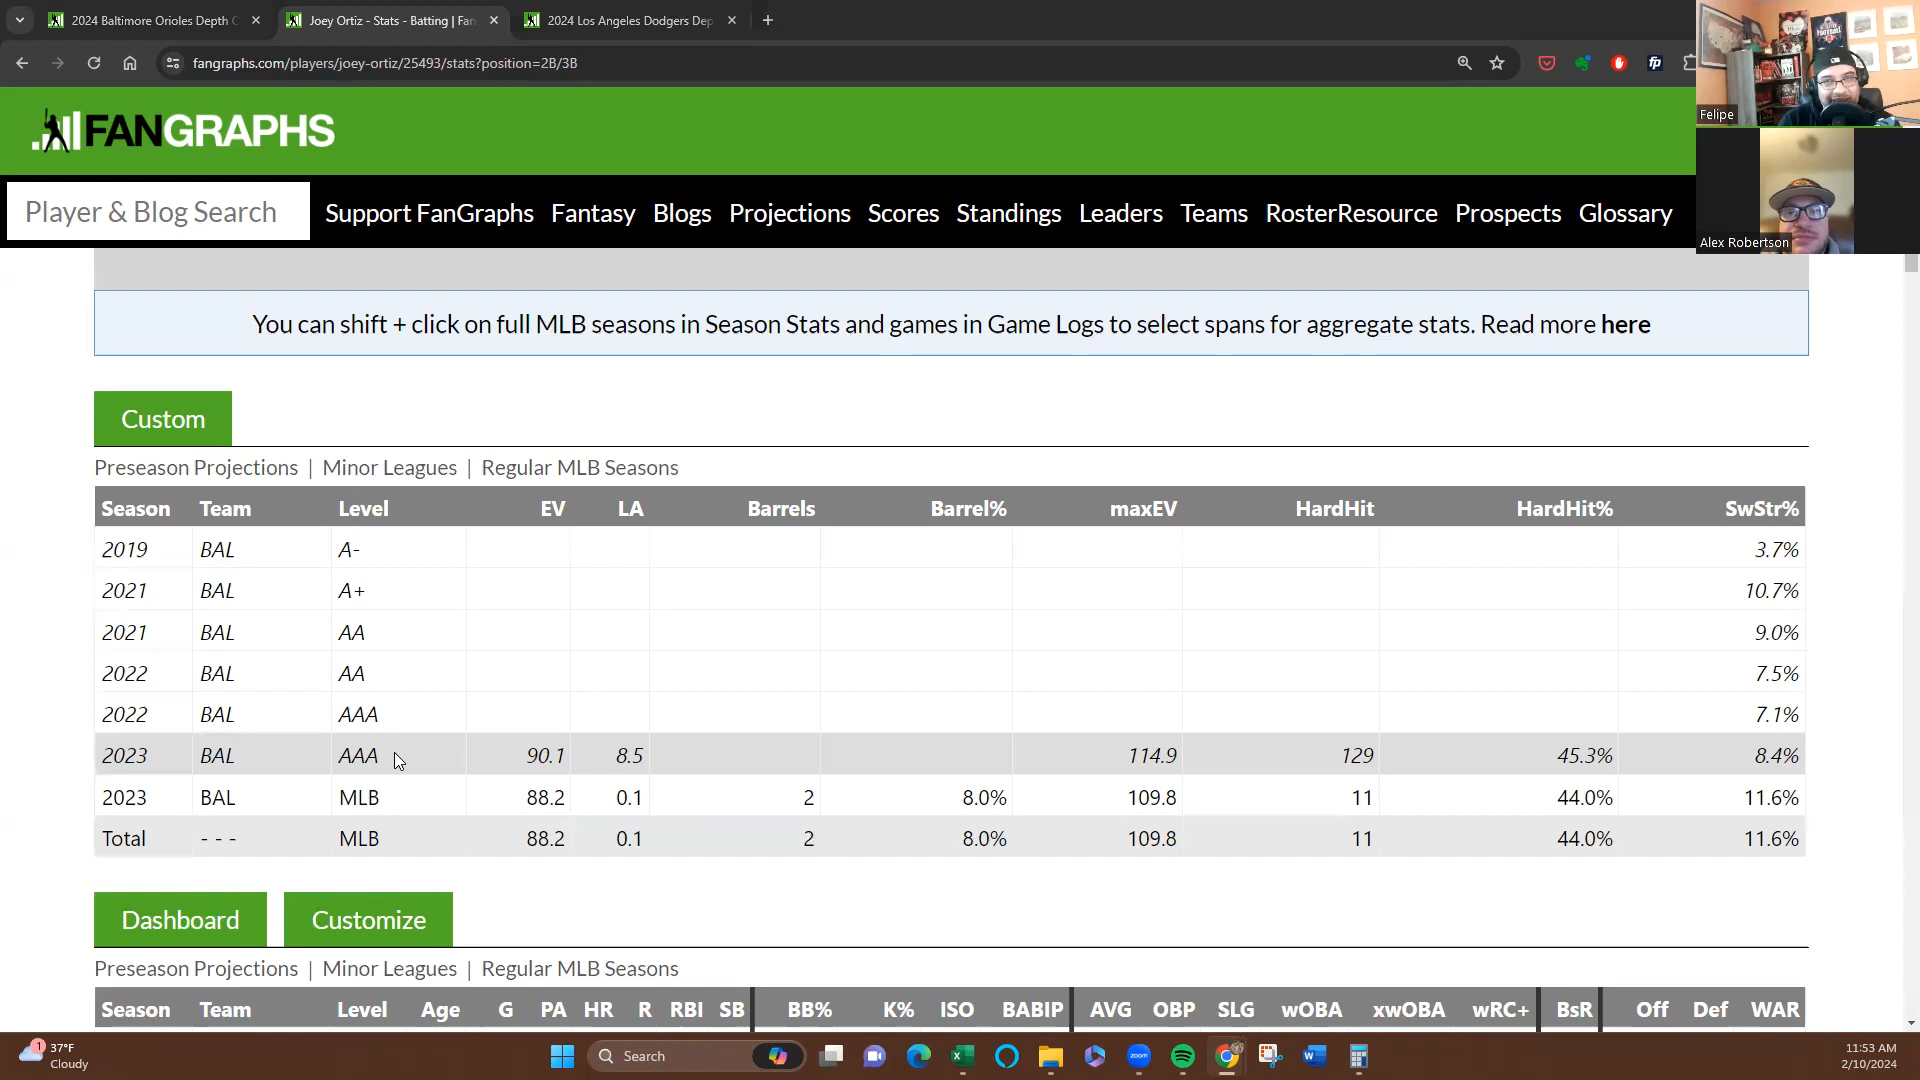 2024 Baltimore Orioles Depth C
Joey Ortiz - Stats - Batting | Fan
2024 Los Angeles Dodgers Dep
fangraphs.com/players/joey-ortiz/25493/stats?position=2B/3B
fp
Felipe
Alex Robertson
FANGRAPHS
Player & Blog Search
Support FanGraphs Fantasy Blogs Projections Scores Standings Leaders Teams RosterResource Prospects Glossary
You can shift + click on full MLB seasons in Season Stats and games in Game Logs to select spans for aggregate stats. Read more here
Custom
Preseason Projections | Minor Leagues | Regular MLB Seasons
Season Team Level EV LA Barrels Barrel% maxEV HardHit HardHit% SwStr%
2019 BAL A- 3.7%
2021 BAL A+ 10.7%
2021 BAL AA 9.0%
2022 BAL AA 7.5%
2022 BAL AAA 7.1%
2023 BAL AAA 90.1 8.5 114.9 129 45.3% 8.4%
2023 BAL MLB 88.2 0.1 2 8.0% 109.8 11 44.0% 11.6%
Total - - - MLB 88.2 0.1 2 8.0% 109.8 11 44.0% 11.6%
Dashboard Customize
Preseason Projections | Minor Leagues | Regular MLB Seasons
Season Team Level Age G PA HR R RBI SB BB% K% ISO BABIP AVG OBP SLG wOBA xwOBA wRC+ BsR Off Def WAR
1
37°F
Cloudy
Search
zoom
11:53 AM
2/10/2024